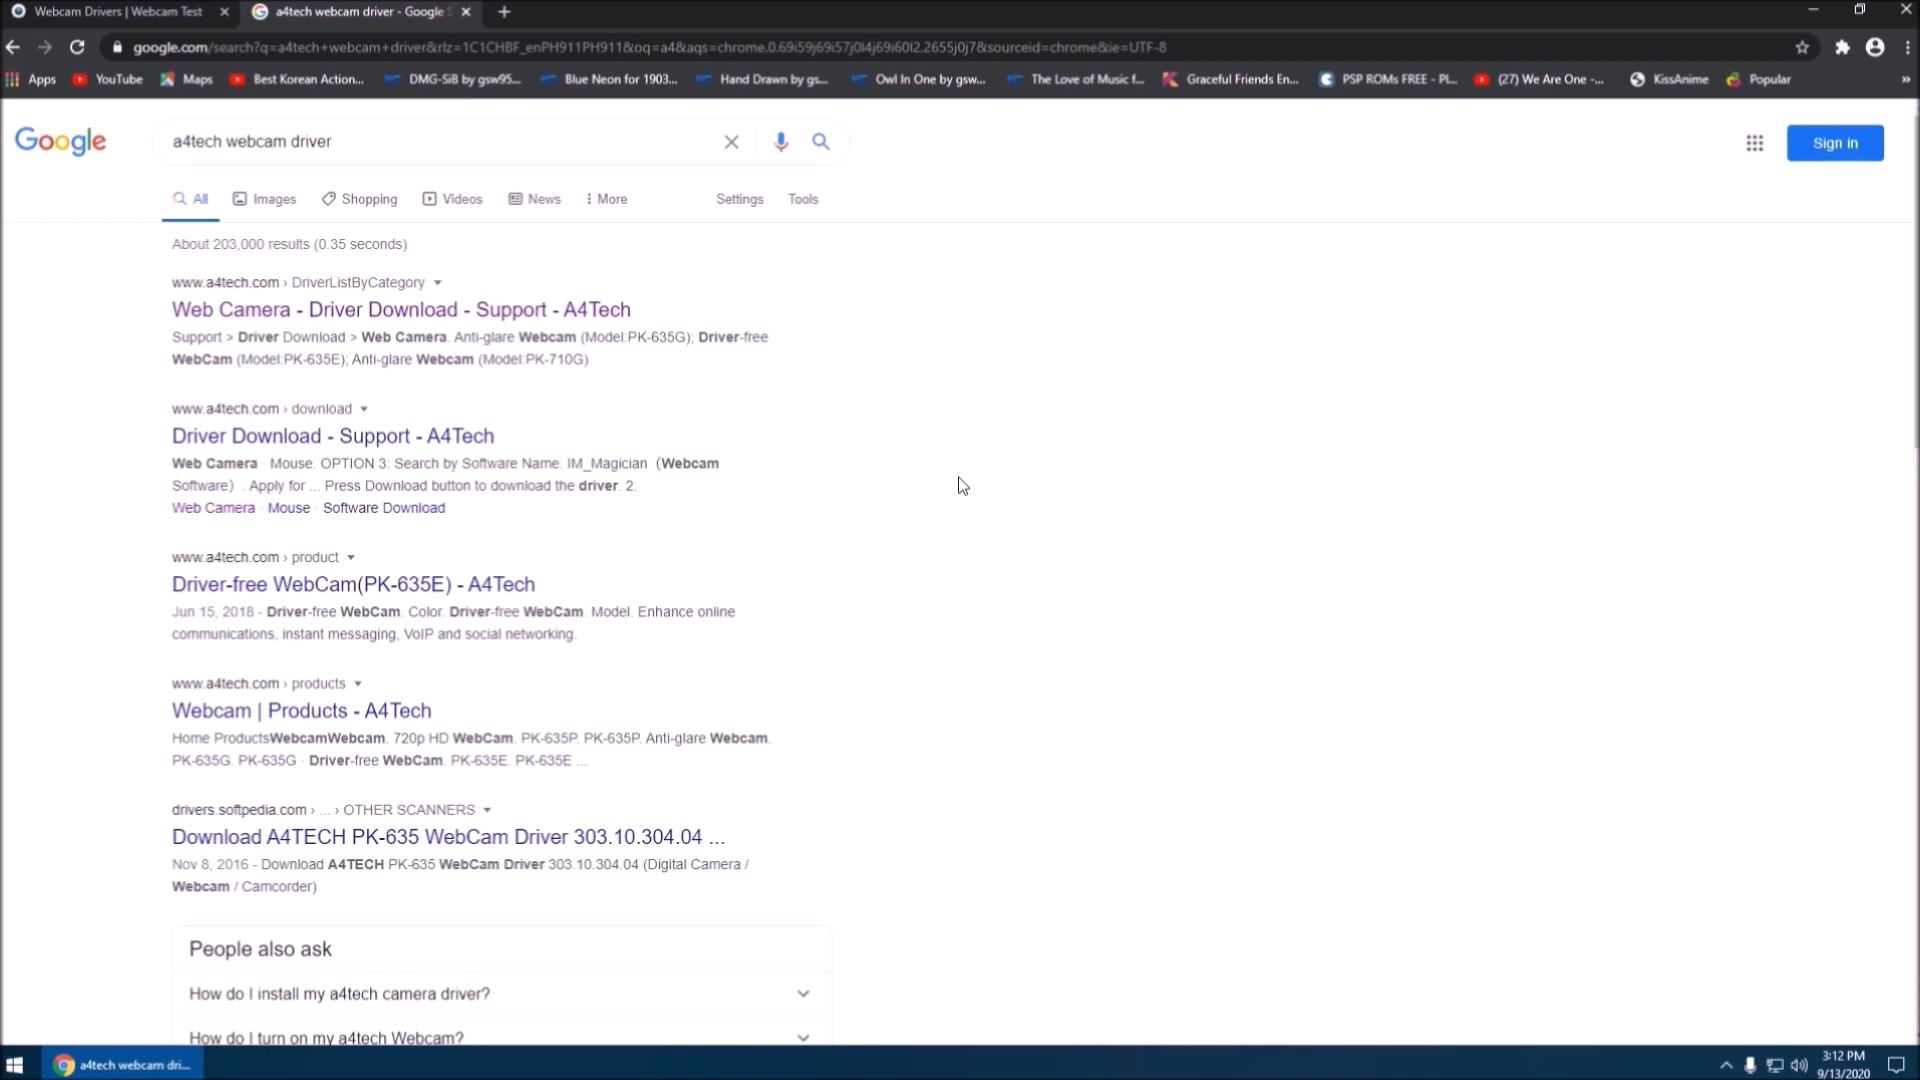 Webcam Drivers | Webcam Test
a4tech webcam driver - Google S
google.com/search?q=a4tech+webcam+driver&rlz=1C1CHBF_enPH911PH911&oq=a4&aqs=chrome.0.69i59j69i57j0l4j69i60l2.2655j0j7&sourceid=chrome&ie=UTF-8
Apps YouTube Maps Best Korean Action... DMG-SiB by gsw95... Blue Neon for 1903... Hand Drawn by gs... Owl In One by gsw... The Love of Music f... Graceful Friends En... PSP ROMs FREE - PL... (27) We Are One -... KissAnime Popular »
Google
a4tech webcam driver
Sign in
All Images Shopping Videos News More Settings Tools
About 203,000 results (0.35 seconds)
www.a4tech.com › DriverListByCategory
Web Camera - Driver Download - Support - A4Tech
Support > Driver Download > Web Camera. Anti-glare Webcam (Model:PK-635G); Driver-free
WebCam (Model:PK-635E); Anti-glare Webcam (Model:PK-710G)
www.a4tech.com › download
Driver Download - Support - A4Tech
Web Camera · Mouse. OPTION 3: Search by Software Name. IM_Magician（Webcam
Software）. Apply for ... Press Download button to download the driver. 2.
Web Camera · Mouse · Software Download
www.a4tech.com › product
Driver-free WebCam(PK-635E) - A4Tech
Jun 15, 2018 - Driver-free WebCam. Color. Driver-free WebCam. Model. Enhance online
communications, instant messaging, VoIP and social networking.
www.a4tech.com › products
Webcam | Products - A4Tech
Home ProductsWebcamWebcam. 720p HD WebCam. PK-635P. PK-635P. Anti-glare Webcam.
PK-635G. PK-635G · Driver-free WebCam. PK-635E. PK-635E ...
drivers.softpedia.com › ... › OTHER SCANNERS
Download A4TECH PK-635 WebCam Driver 303.10.304.04 ...
Nov 8, 2016 - Download A4TECH PK-635 WebCam Driver 303.10.304.04 (Digital Camera /
Webcam / Camcorder)
People also ask
How do I install my a4tech camera driver?
How do I turn on my a4tech Webcam?
a4tech webcam dri...
3:12 PM
9/13/2020